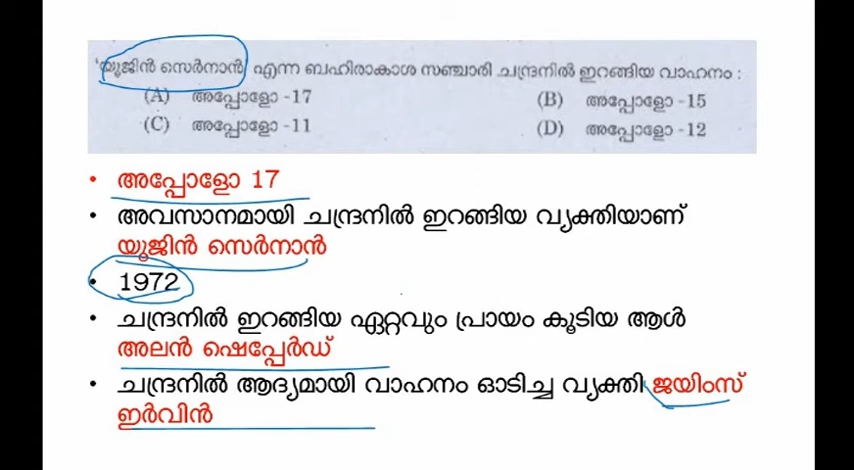 'യൂജിൻ സെർനാൻ' എന്ന ബഹിരാകാശ സഞ്ചാരി ചന്ദ്രനിൽ ഇറങ്ങിയ വാഹനം :
(A) അപ്പോളോ -17 (B) അപ്പോളോ -15
(C) അപ്പോളോ -11 (D) അപ്പോളോ -12
• അപ്പോളോ 17
• അവസാനമായി ചന്ദ്രനിൽ ഇറങ്ങിയ വ്യക്തിയാണ്
യൂജിൻ സെർനാൻ
• 1972
• ചന്ദ്രനിൽ ഇറങ്ങിയ ഏറ്റവും പ്രായം കൂടിയ ആൾ
അലൻ ഷെപ്പേർഡ്
• ചന്ദ്രനിൽ ആദ്യമായി വാഹനം ഓടിച്ച വ്യക്തി ജയിംസ്
ഇർവിൻ